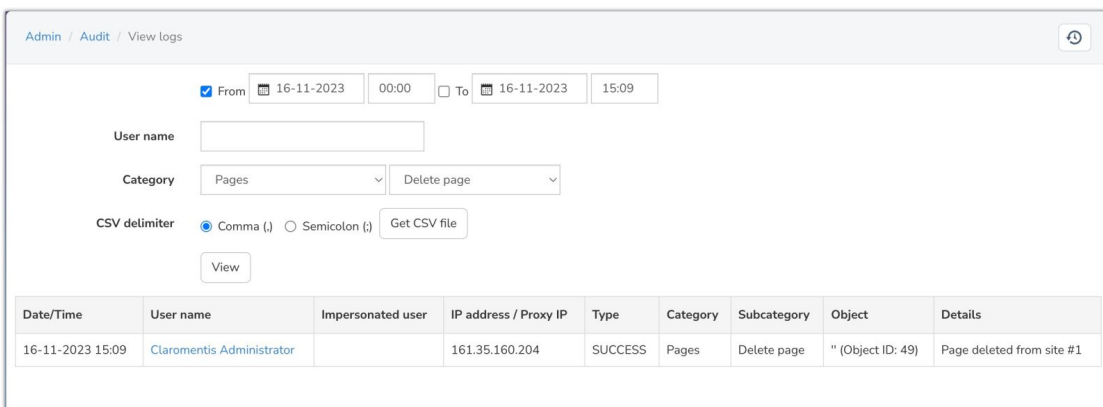 Admin / Audit / View logs
From 16-11-2023 00:00 To 16-11-2023 15:09
User name
Category Pages Delete page
CSV delimiter Comma (,) Semicolon (;) Get CSV file
View
Date/Time User name Impersonated user IP address / Proxy IP Type Category Subcategory Object Details
16-11-2023 15:09 Claromentis Administrator 161.35.160.204 SUCCESS Pages Delete page '' (Object ID: 49) Page deleted from site #1